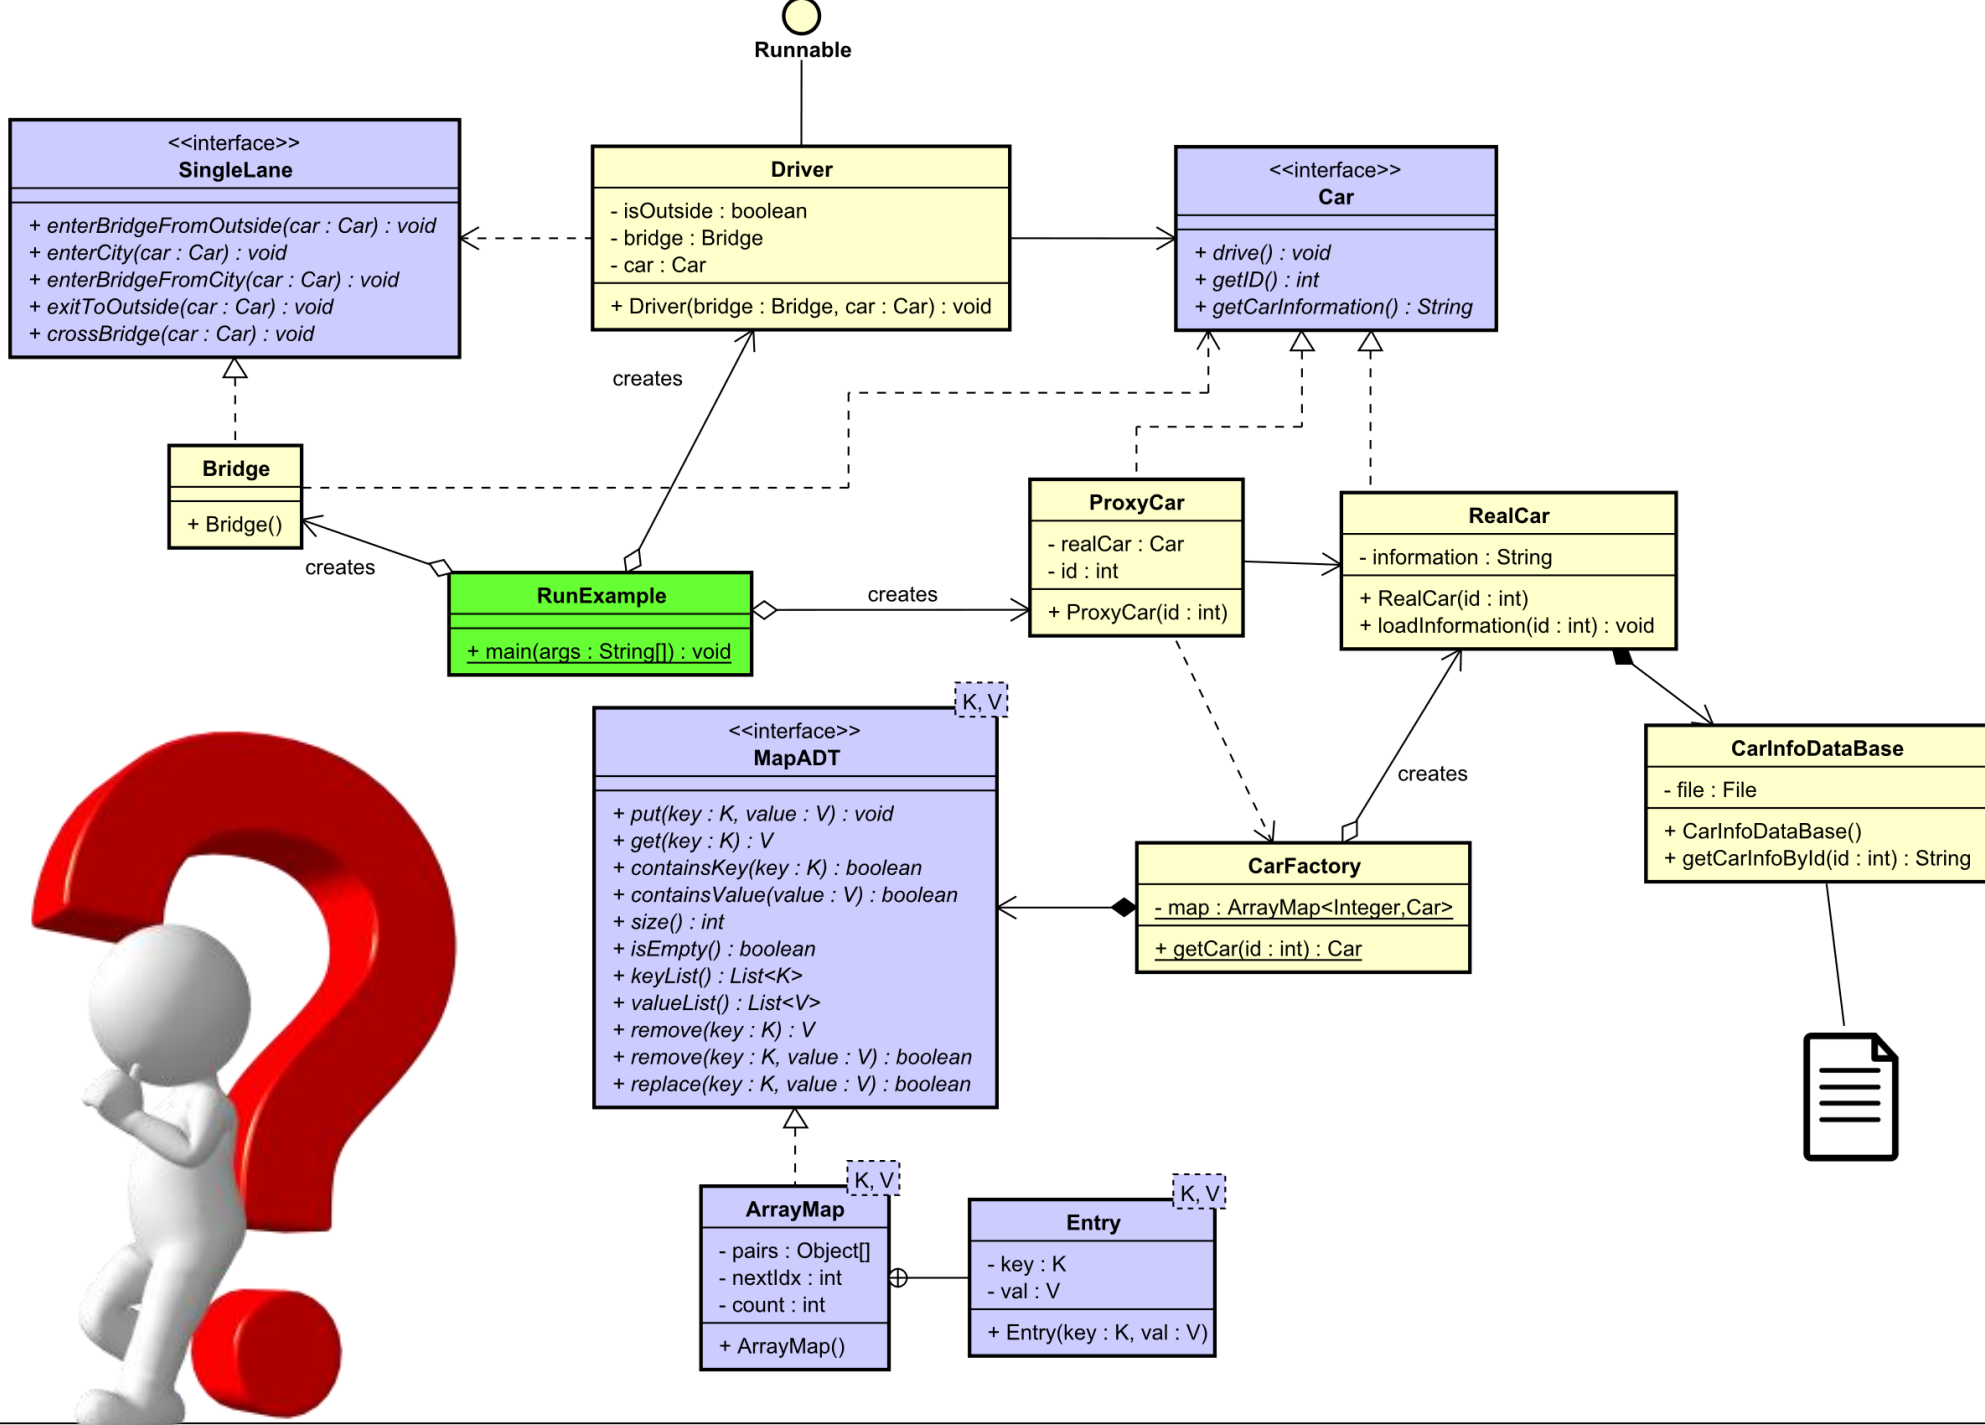 Runnable
<<interface>>
SingleLane
+ enterBridgeFromOutside(car : Car) : void
+ enterCity(car : Car) : void
+ enterBridgeFromCity(car : Car) : void
+ exitToOutside(car : Car) : void
+ crossBridge(car : Car) : void
Driver
- isOutside : boolean
- bridge : Bridge
- car : Car
+ Driver(bridge : Bridge, car : Car) : void
<<interface>>
Car
+ drive() : void
+ getID() : int
+ getCarInformation() : String
creates
Bridge
+ Bridge()
creates
RunExample
+ main(args : String[]) : void
creates
ProxyCar
- realCar : Car
- id : int
+ ProxyCar(id : int)
RealCar
- information : String
+ RealCar(id : int)
+ loadInformation(id : int) : void
K, V
<<interface>>
MapADT
+ put(key : K, value : V) : void
+ get(key : K) : V
+ containsKey(key : K) : boolean
+ containsValue(value : V) : boolean
+ size() : int
+ isEmpty() : boolean
+ keyList() : List<K>
+ valueList() : List<V>
+ remove(key : K) : V
+ remove(key : K, value : V) : boolean
+ replace(key : K, value : V) : boolean
creates
CarFactory
- map : ArrayMap<Integer,Car>
+ getCar(id : int) : Car
CarInfoDataBase
- file : File
+ CarInfoDataBase()
+ getCarInfoById(id : int) : String
K, V
ArrayMap
- pairs : Object[]
- nextIdx : int
- count : int
+ ArrayMap()
K, V
Entry
- key : K
- val : V
+ Entry(key : K, val : V)